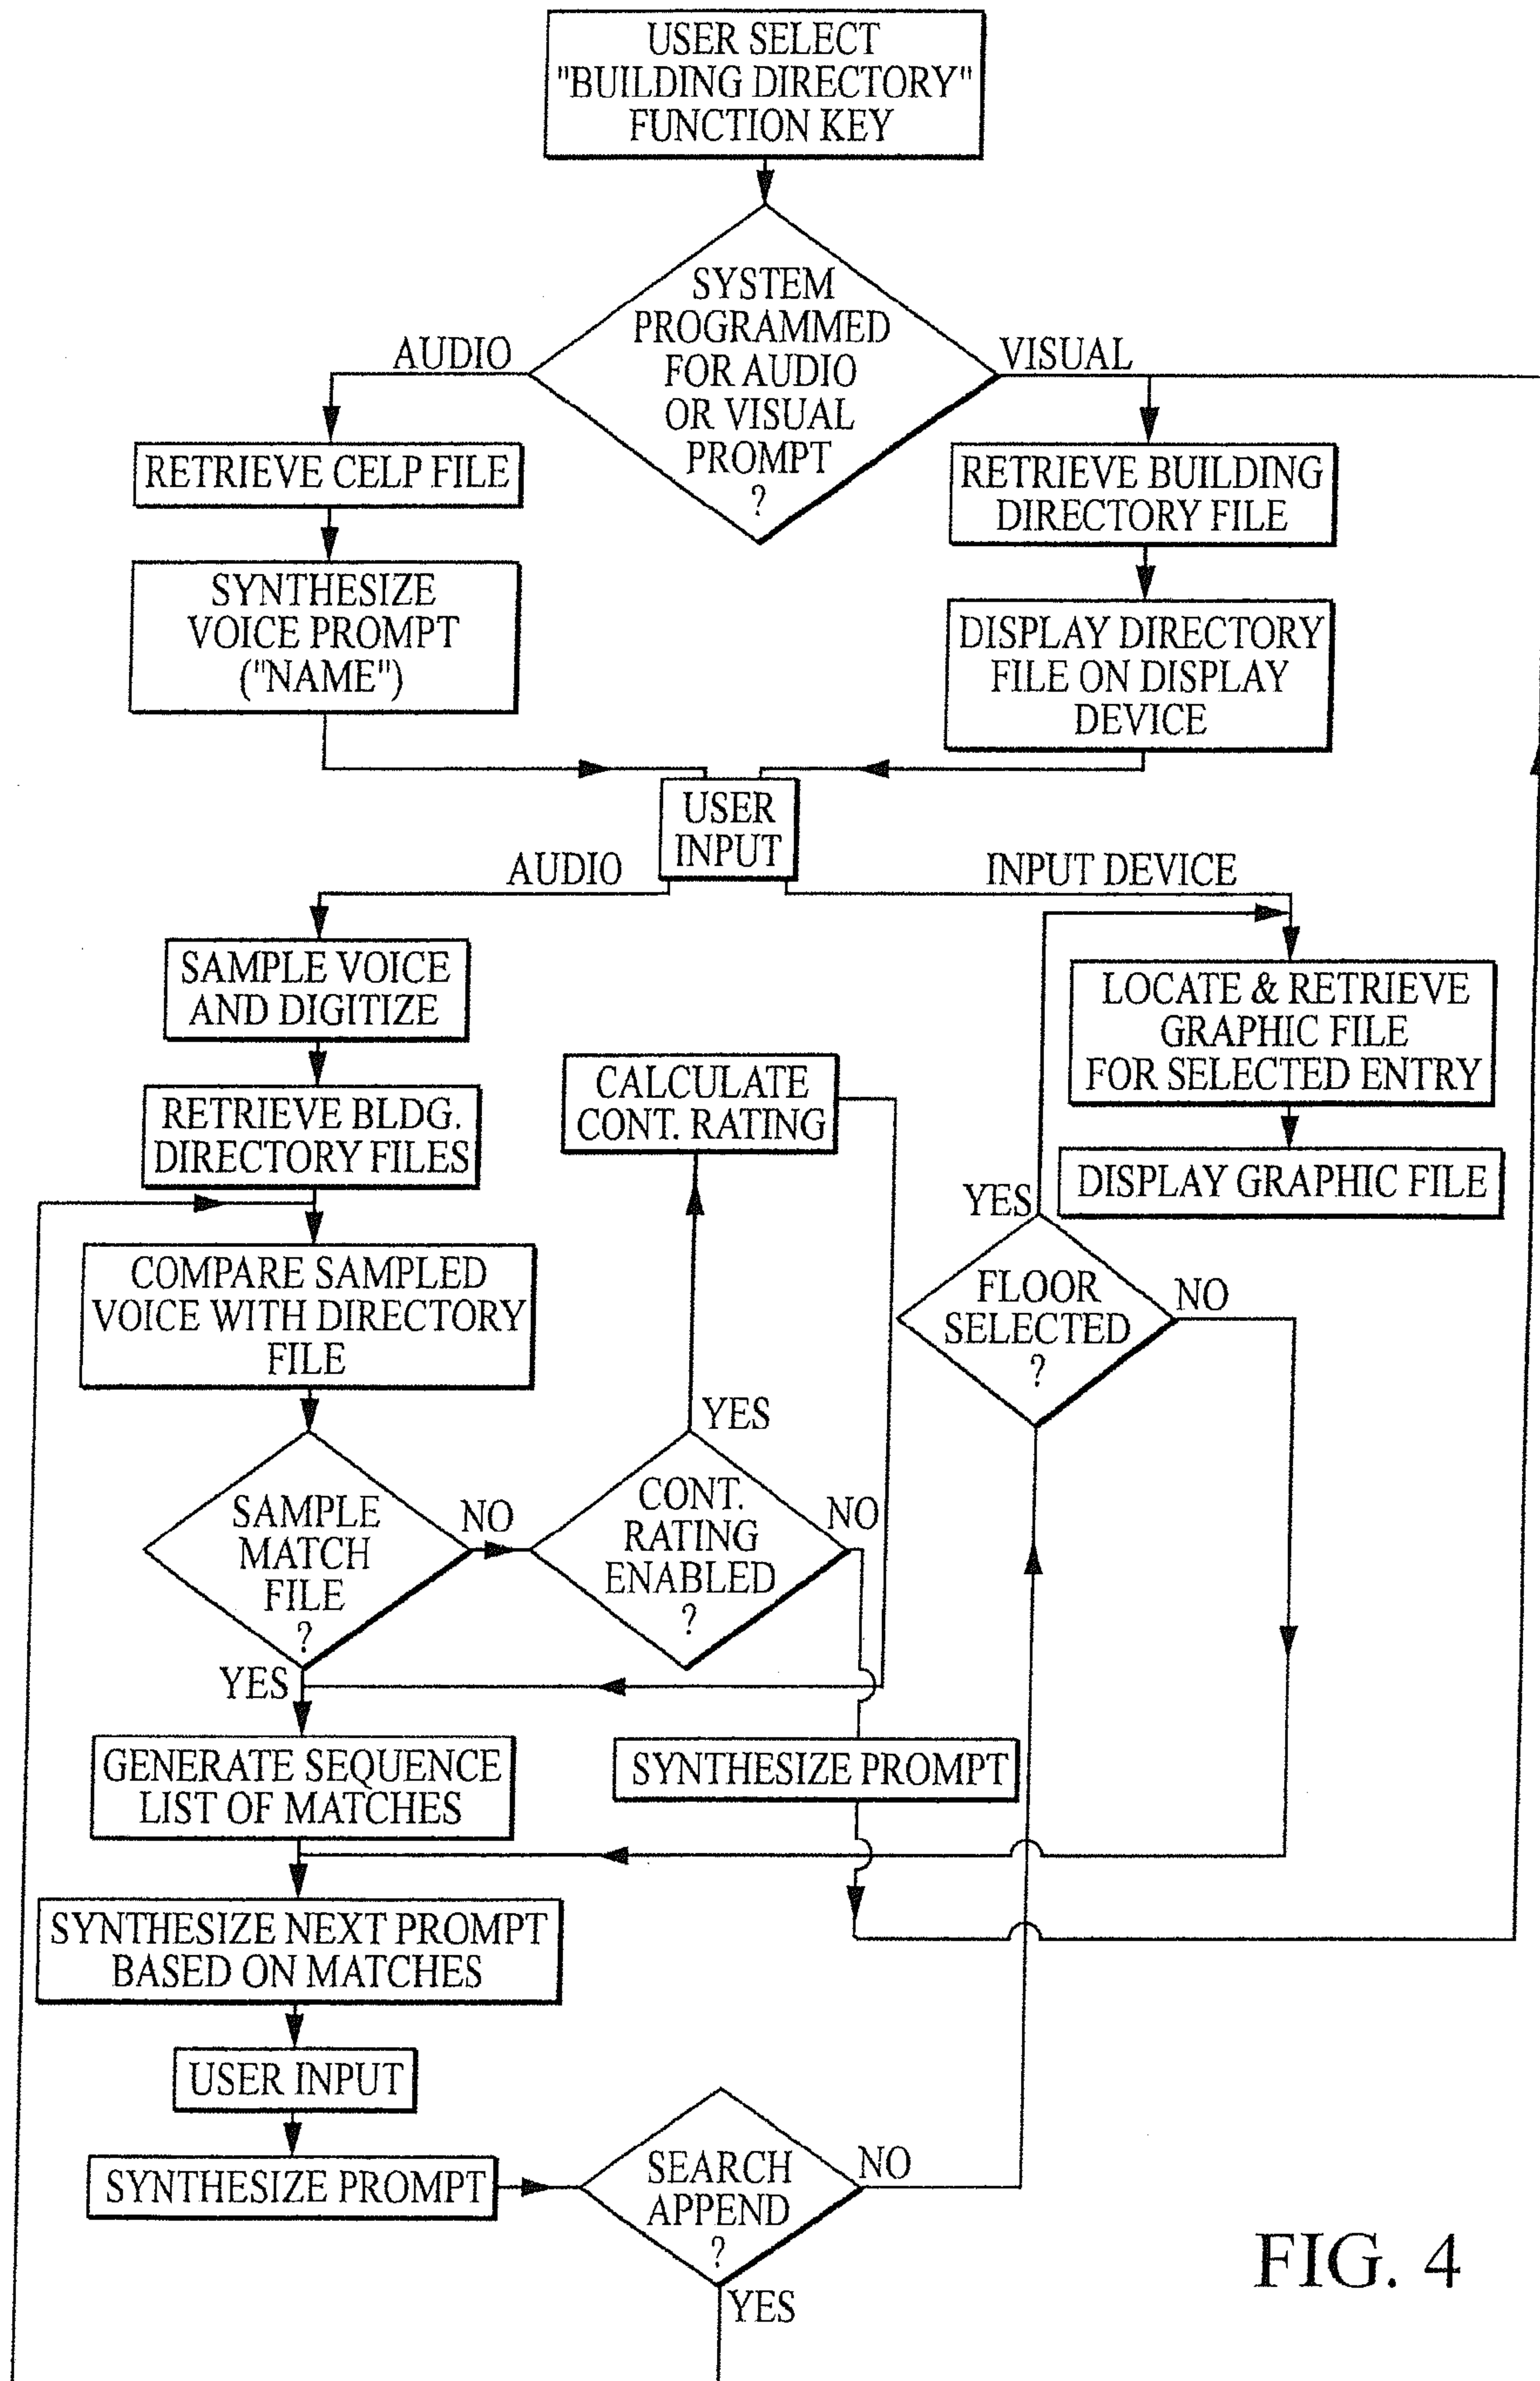 USER SELECT
"BUILDING DIRECTORY"
FUNCTION KEY
SYSTEM
PROGRAMMED
FOR AUDIO
OR VISUAL
PROMPT
?
AUDIO
VISUAL
RETRIEVE CELP FILE
RETRIEVE BUILDING
DIRECTORY FILE
SYNTHESIZE
VOICE PROMPT
("NAME")
DISPLAY DIRECTORY
FILE ON DISPLAY
DEVICE
USER
INPUT
AUDIO
INPUT DEVICE
SAMPLE VOICE
AND DIGITIZE
LOCATE & RETRIEVE
GRAPHIC FILE
FOR SELECTED ENTRY
CALCULATE
CONT. RATING
RETRIEVE BLDG.
DIRECTORY FILES
DISPLAY GRAPHIC FILE
YES
COMPARE SAMPLED
VOICE WITH DIRECTORY
FILE
FLOOR
SELECTED
?
NO
YES
SAMPLE
MATCH
FILE
?
NO
CONT.
RATING
ENABLED
?
NO
YES
GENERATE SEQUENCE
LIST OF MATCHES
SYNTHESIZE PROMPT
SYNTHESIZE NEXT PROMPT
BASED ON MATCHES
USER INPUT
SYNTHESIZE PROMPT
SEARCH
APPEND
?
NO
YES
FIG. 4